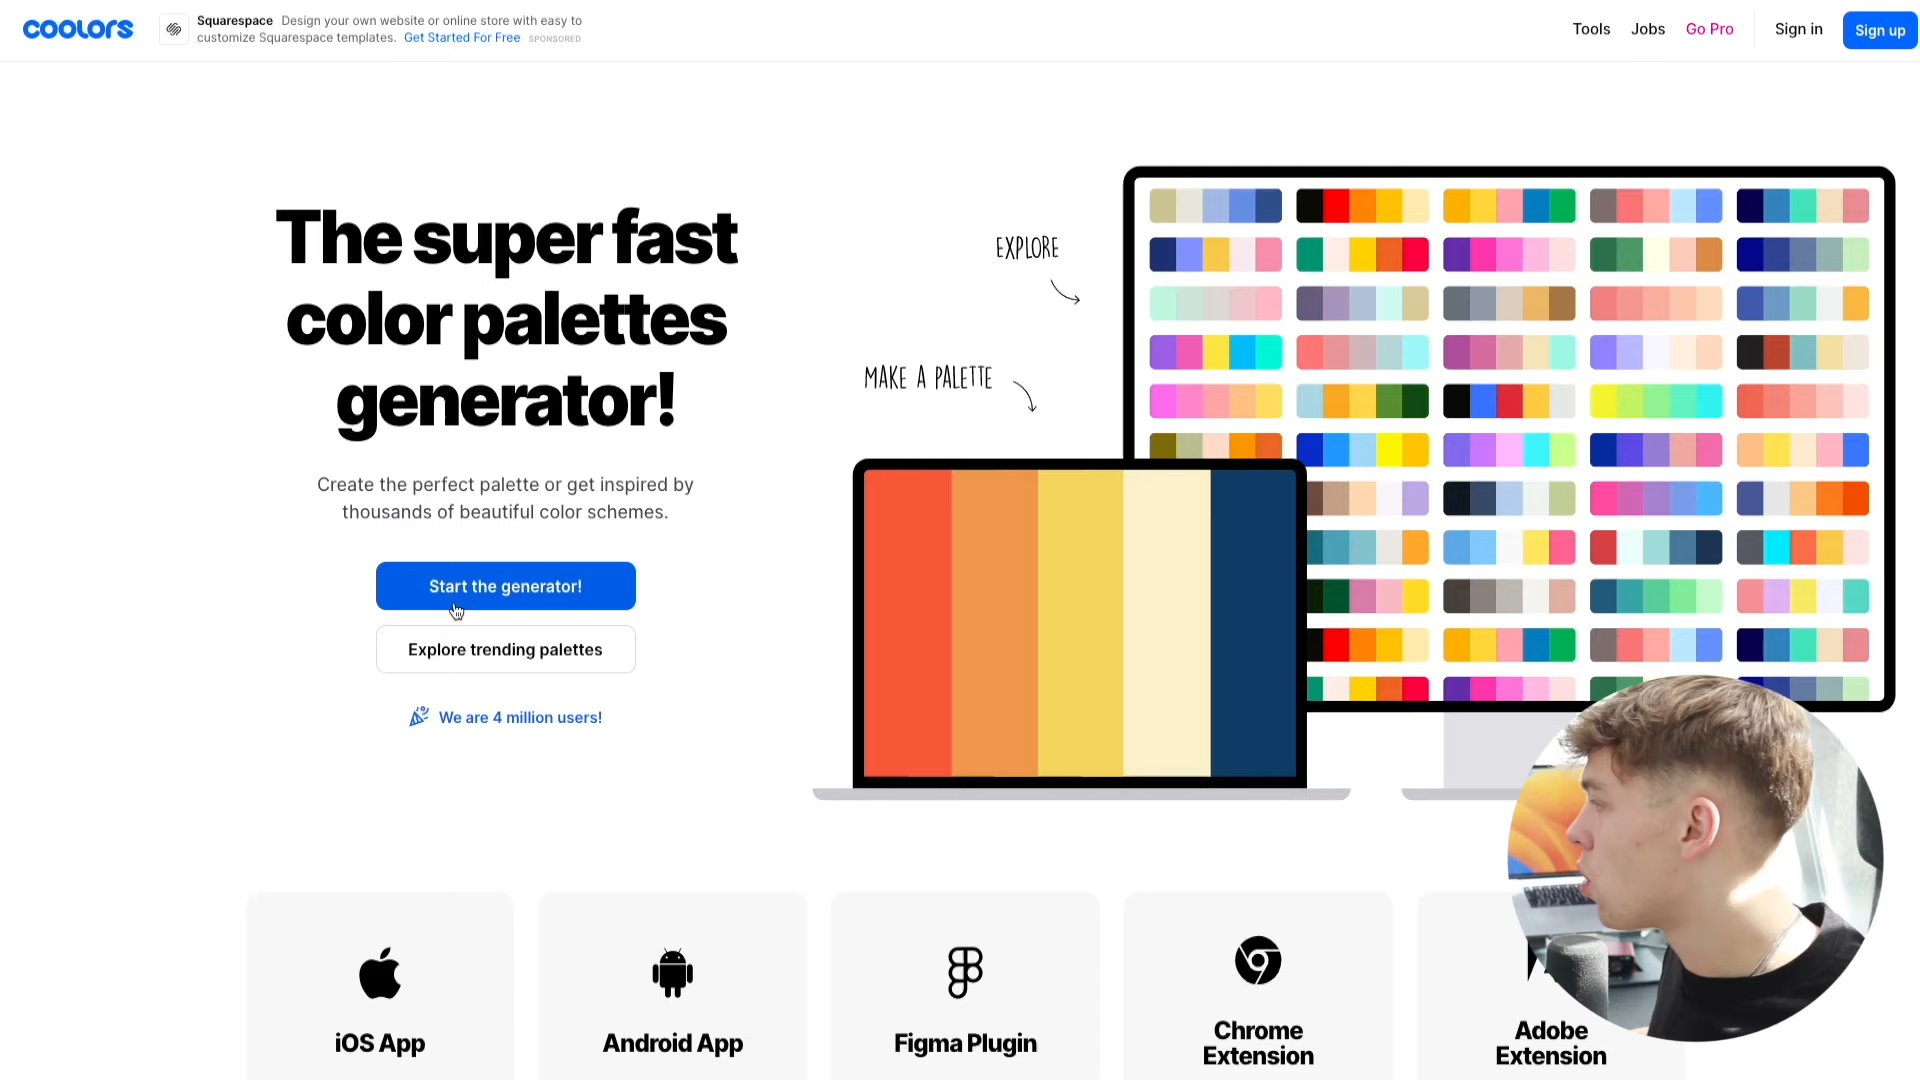 coolors
Squarespace Design your own website or online store with easy to
customize Squarespace templates. Get Started For Free SPONSORED
Tools
Jobs
Go Pro
Sign in
Sign up
The super fast
color palettes
generator!
Create the perfect palette or get inspired by
thousands of beautiful color schemes.
Start the generator!
Explore trending palettes
We are 4 million users!
EXPLORE
MAKE A PALETTE
iOS App
Android App
Figma Plugin
Chrome
Extension
Adobe
Extension